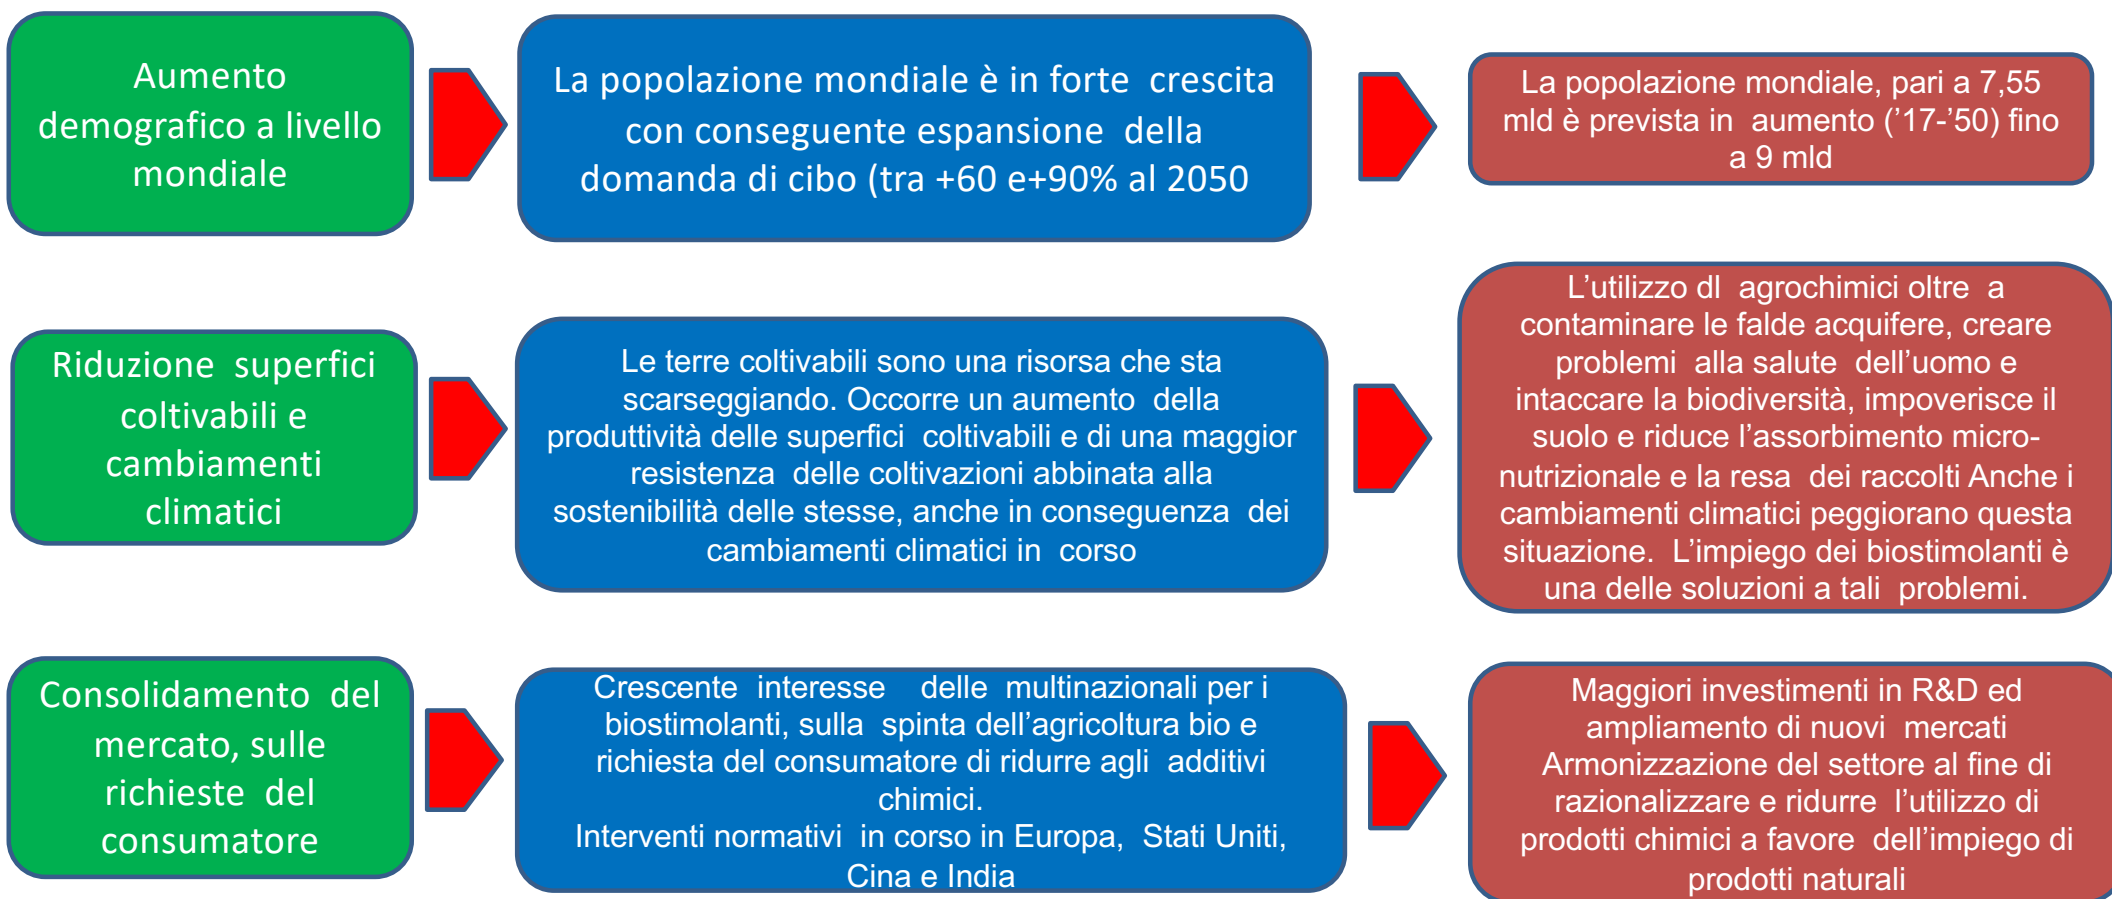 Aumento
demografico a livello
mondiale
La popolazione mondiale è in forte crescita
con conseguente espansione della
domanda di cibo (tra +60 e+90% al 2050
La popolazione mondiale, pari a 7,55
mld è prevista in aumento ('17-'50) fino
a 9 mld
Riduzione superfici
coltivabili e
cambiamenti
climatici
Le terre coltivabili sono una risorsa che sta
scarseggiando. Occorre un aumento della
produttività delle superfici coltivabili e di una maggior
resistenza delle coltivazioni abbinata alla
sostenibilità delle stesse, anche in conseguenza dei
cambiamenti climatici in corso
L'utilizzo dl agrochimici oltre a
contaminare le falde acquifere, creare
problemi alla salute dell'uomo e
intaccare la biodiversità, impoverisce il
suolo e riduce l'assorbimento micro-
nutrizionale e la resa dei raccolti Anche i
cambiamenti climatici peggiorano questa
situazione. L'impiego dei biostimolanti è
una delle soluzioni a tali problemi.
Consolidamento del
mercato, sulle
richieste del
consumatore
Crescente interesse delle multinazionali per i
biostimolanti, sulla spinta dell'agricoltura bio e
richiesta del consumatore di ridurre agli additivi
chimici.
Interventi normativi in corso in Europa, Stati Uniti,
Cina e India
Maggiori investimenti in R&D ed
ampliamento di nuovi mercati
Armonizzazione del settore al fine di
razionalizzare e ridurre l'utilizzo di
prodotti chimici a favore dell'impiego di
prodotti naturali